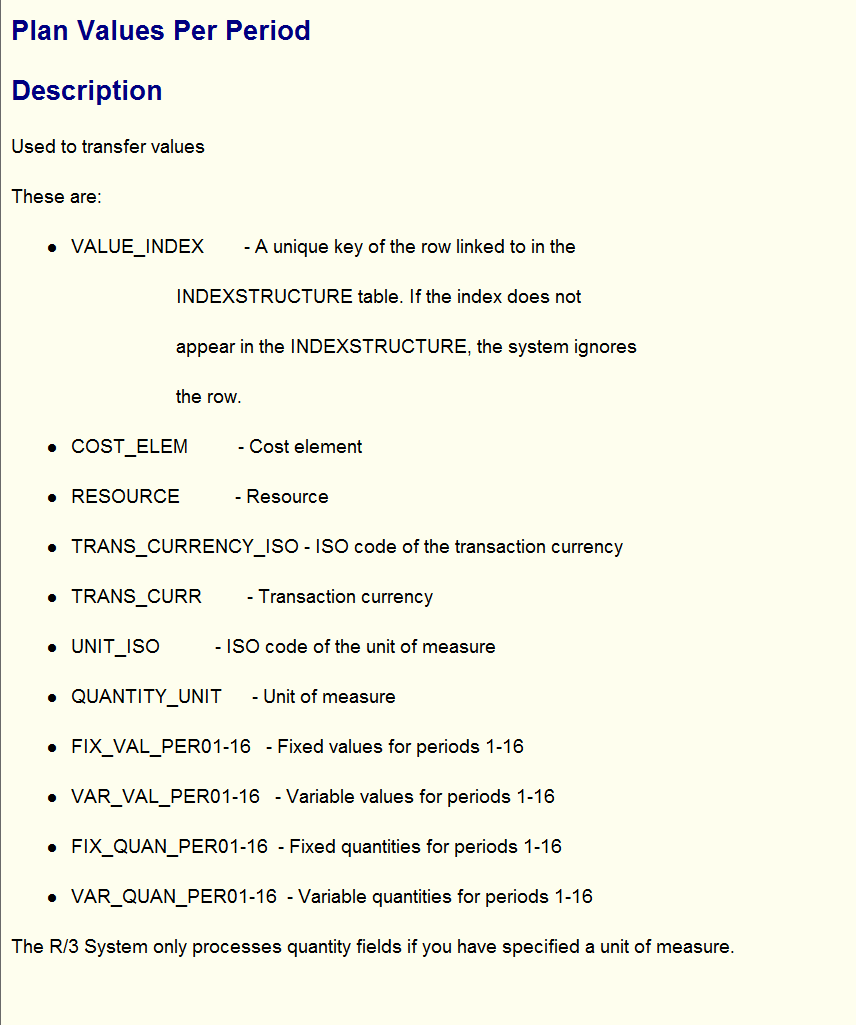 Plan Values Per Period
Description
Used to transfer values
These are:
● VALUE_INDEX - A unique key of the row linked to in the
INDEXSTRUCTURE table. If the index does not
appear in the INDEXSTRUCTURE, the system ignores
the row.
● COST_ELEM - Cost element
● RESOURCE - Resource
● TRANS_CURRENCY_ISO - ISO code of the transaction currency
● TRANS_CURR - Transaction currency
● UNIT_ISO - ISO code of the unit of measure
● QUANTITY_UNIT - Unit of measure
● FIX_VAL_PER01-16 - Fixed values for periods 1-16
● VAR_VAL_PER01-16 - Variable values for periods 1-16
● FIX_QUAN_PER01-16 - Fixed quantities for periods 1-16
● VAR_QUAN_PER01-16 - Variable quantities for periods 1-16
The R/3 System only processes quantity fields if you have specified a unit of measure.